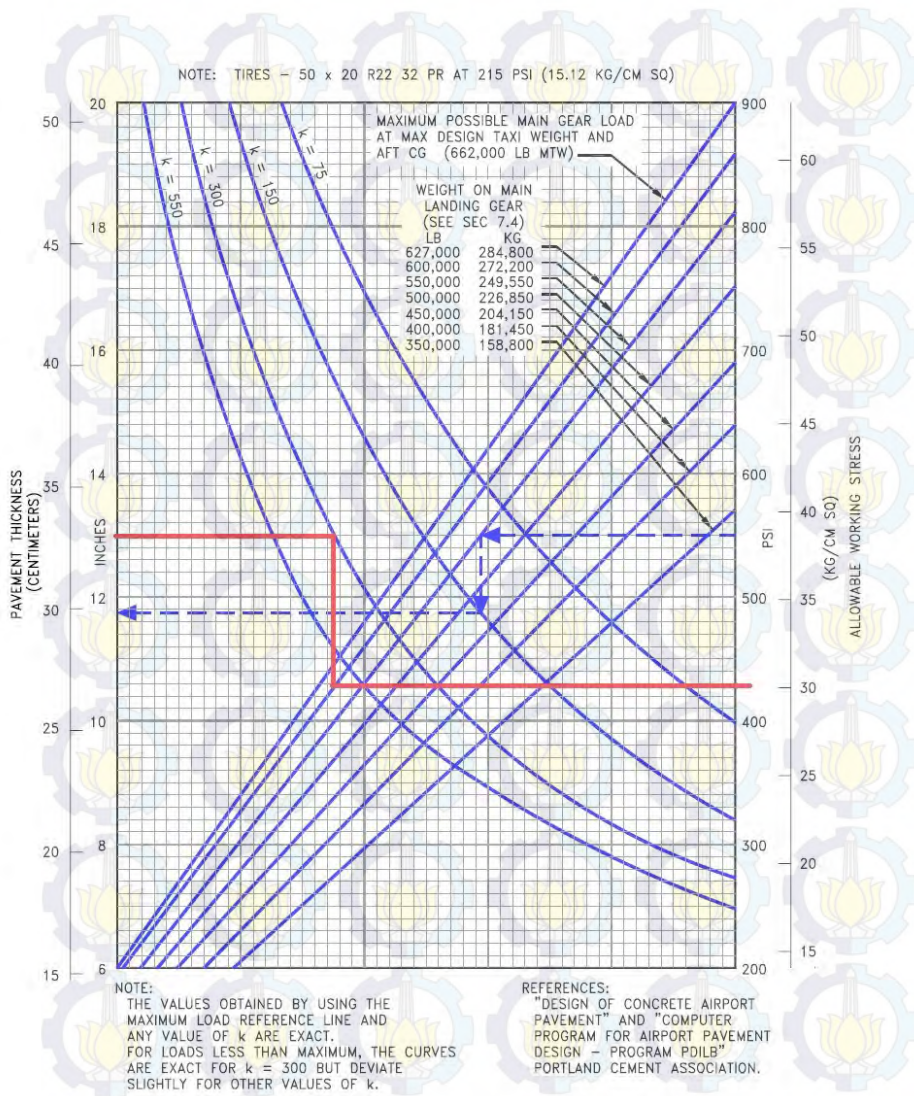 NOTE: TIRES - 50 x 20 R22 32 PR AT 215 PSI (15.12 KG/CM SQ)
MAXIMUM POSSIBLE MAIN GEAR LOAD
AT MAX DESIGN TAXI WEIGHT AND
AFT CG (662,000 LB MTW)
WEIGHT ON MAIN
LANDING GEAR
(SEE SEC 7.4)
LB KG
627,000 284,800
600,000 272,200
550,000 249,550
500,000 226,850
450,000 204,150
400,000 181,450
350,000 158,800
k = 550
k = 300
k = 150
k = 75
PAVEMENT THICKNESS
(CENTIMETERS)
50
45
40
35
30
25
20
15
INCHES
20
18
16
14
12
10
8
6
PSI
900
800
700
600
500
400
300
200
(KG/CM SQ)
ALLOWABLE WORKING STRESS
60
55
50
45
40
35
30
25
20
15
NOTE:
THE VALUES OBTAINED BY USING THE
MAXIMUM LOAD REFERENCE LINE AND
ANY VALUE OF k ARE EXACT.
FOR LOADS LESS THAN MAXIMUM, THE CURVES
ARE EXACT FOR k = 300 BUT DEVIATE
SLIGHTLY FOR OTHER VALUES OF k.
REFERENCES:
"DESIGN OF CONCRETE AIRPORT
PAVEMENT" AND "COMPUTER
PROGRAM FOR AIRPORT PAVEMENT
DESIGN - PROGRAM PDILB"
PORTLAND CEMENT ASSOCIATION.